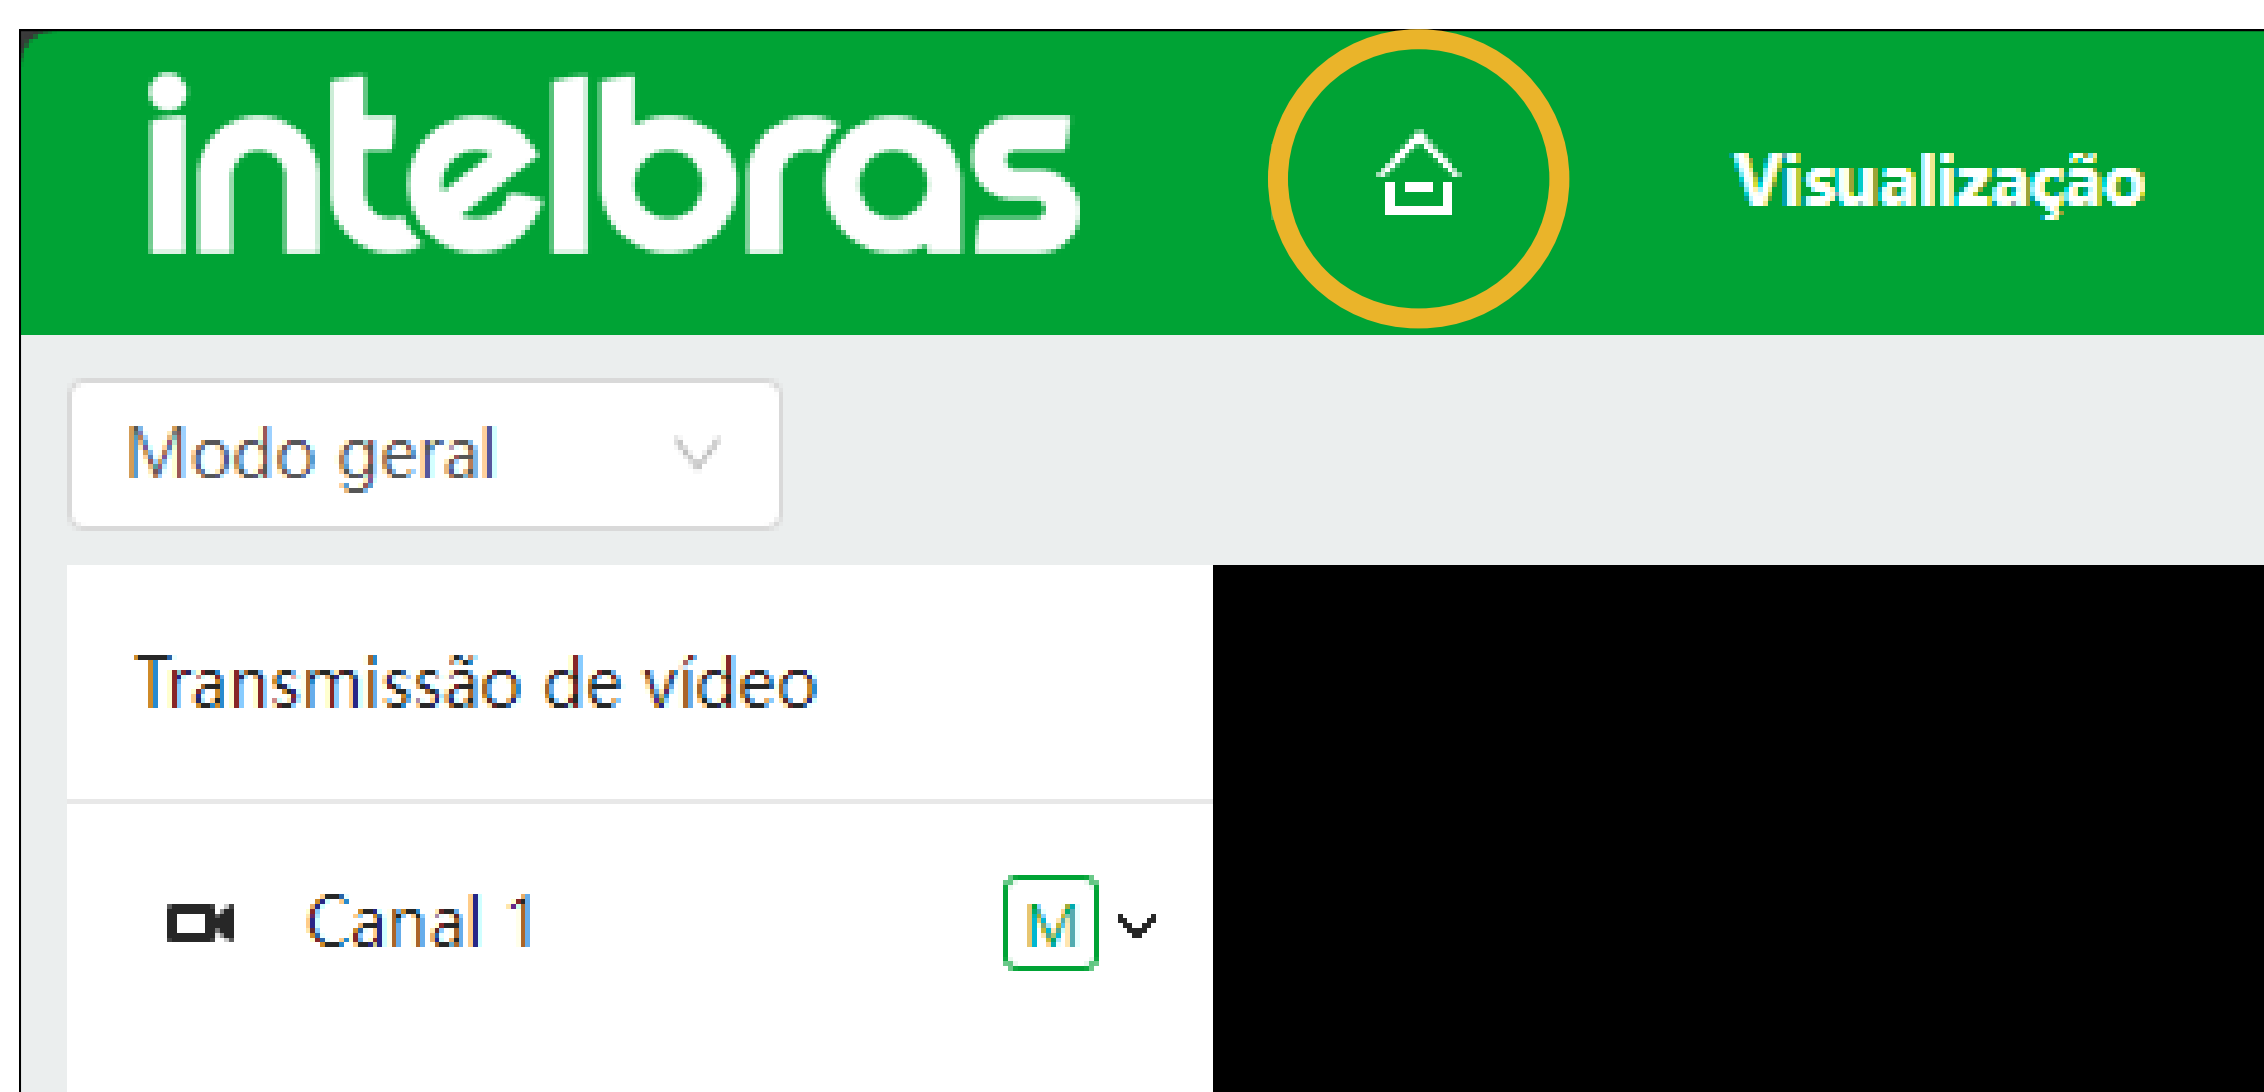 intelbras
Visualização
Modo geral
Transmissão de vídeo
Canal 1 M